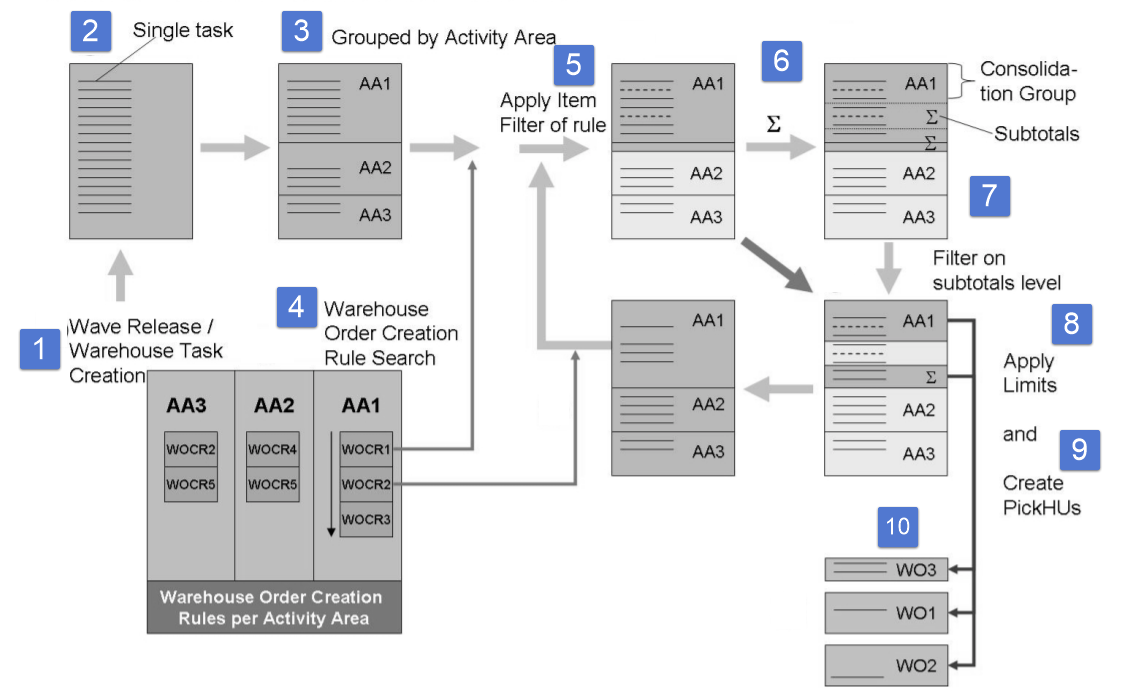 2
Single task
3
Grouped by Activity Area
AA1
AA2
AA3
5
Apply Item
Filter of rule
AA1
AA2
AA3
6
Σ
AA1
Σ
Σ
AA2
AA3
Consolida-
tion Group
Subtotals
7
Filter on
subtotals level
1
Wave Release /
Warehouse Task
Creation
4
Warehouse
Order Creation
Rule Search
AA3
WOCR2
WOCR5
AA2
WOCR4
WOCR5
AA1
WOCR1
WOCR2
WOCR3
Warehouse Order Creation
Rules per Activity Area
AA1
AA2
AA3
AA1
Σ
AA2
AA3
8
Apply
Limits
and
9
Create
PickHUs
10
WO3
WO1
WO2